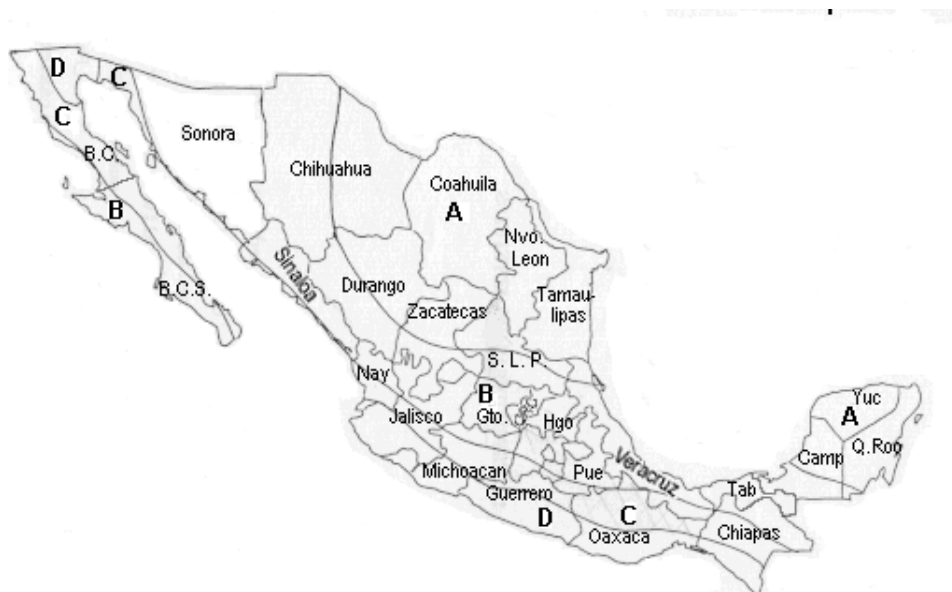 D
C
C
Sonora
B.C.
Chihuahua
Coahuila
A
B
Nvo.
Leon
Sinaloa
Durango
B.C.S.
Tamau-
lipas
Zacatecas
S. L. P.
Nay
B
Yuc
A
Jalisco
Gto.
Hgo
Q.Roo
Camp
Michoacan
Pue
Veracruz
Tab
Guerrero
D
C
Oaxaca
Chiapas